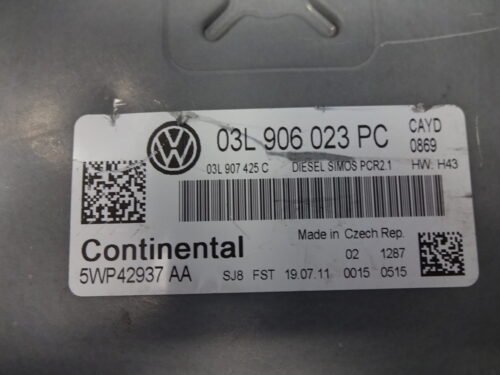 03L 906 023 PC CAYD
0869
03L 907 425 C DIESEL SIMOS PCR2.1 HW: H43
Continental
Made in Czech Rep.
02 1287
5WP42937 AA SJ8 FST 19.07.11 0015 0515